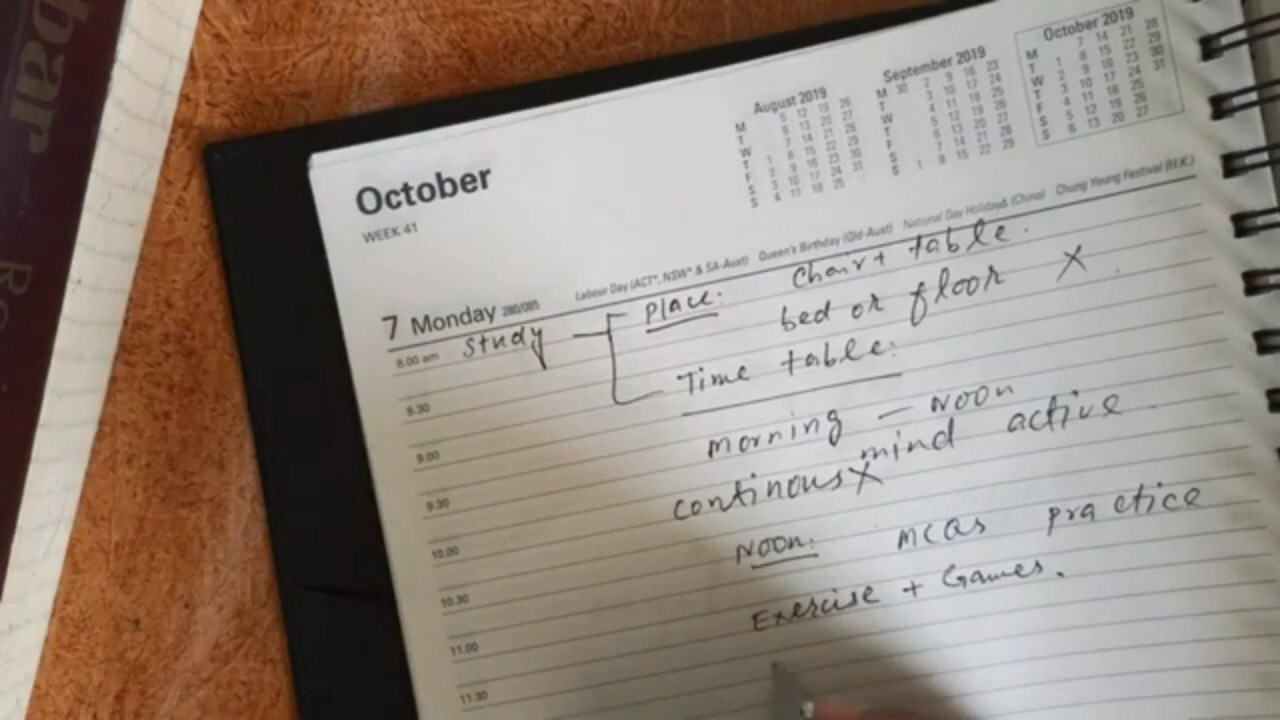 bar
October 2019
September 2019
August 2019
October
WEEK 41
Labour Day (ACT*, NSW* & SA-Aust) Queen's Birthday (Qld-Aust) National Day Holiday& (China) Chung Yeung Festival (H.K.)
7 Monday 280/085
8.00 am study Place: Chair + table.
bed or floor X
8.30 Time table:
9.00 morning - NOON
9.30 continous X mind active.
10.00 NOON: MCQs practice
10.30 Exercise + Games.
11.00
11.30